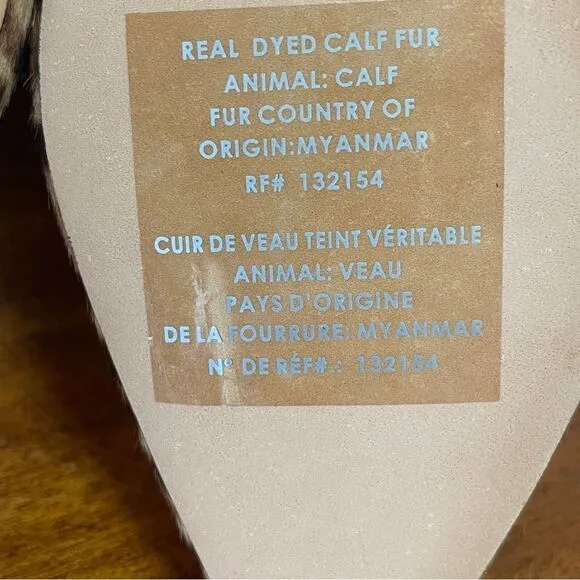 REAL DYED CALF FUR
ANIMAL: CALF
FUR COUNTRY OF
ORIGIN:MYANMAR
RF# 132154
CUIR DE VEAU TEINT VÉRITABLE
ANIMAL: VEAU
PAYS D'ORIGINE
DE LA FOURRURE: MYANMAR
N° DE RÉF#.: 132154